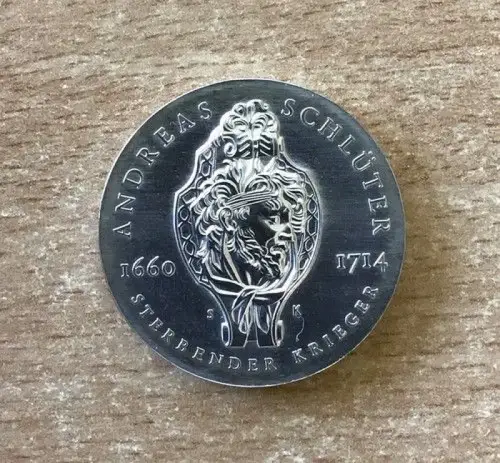 ANDREAS SCHLÜTER
1660 1714
S K
STERBENDER KRIEGER